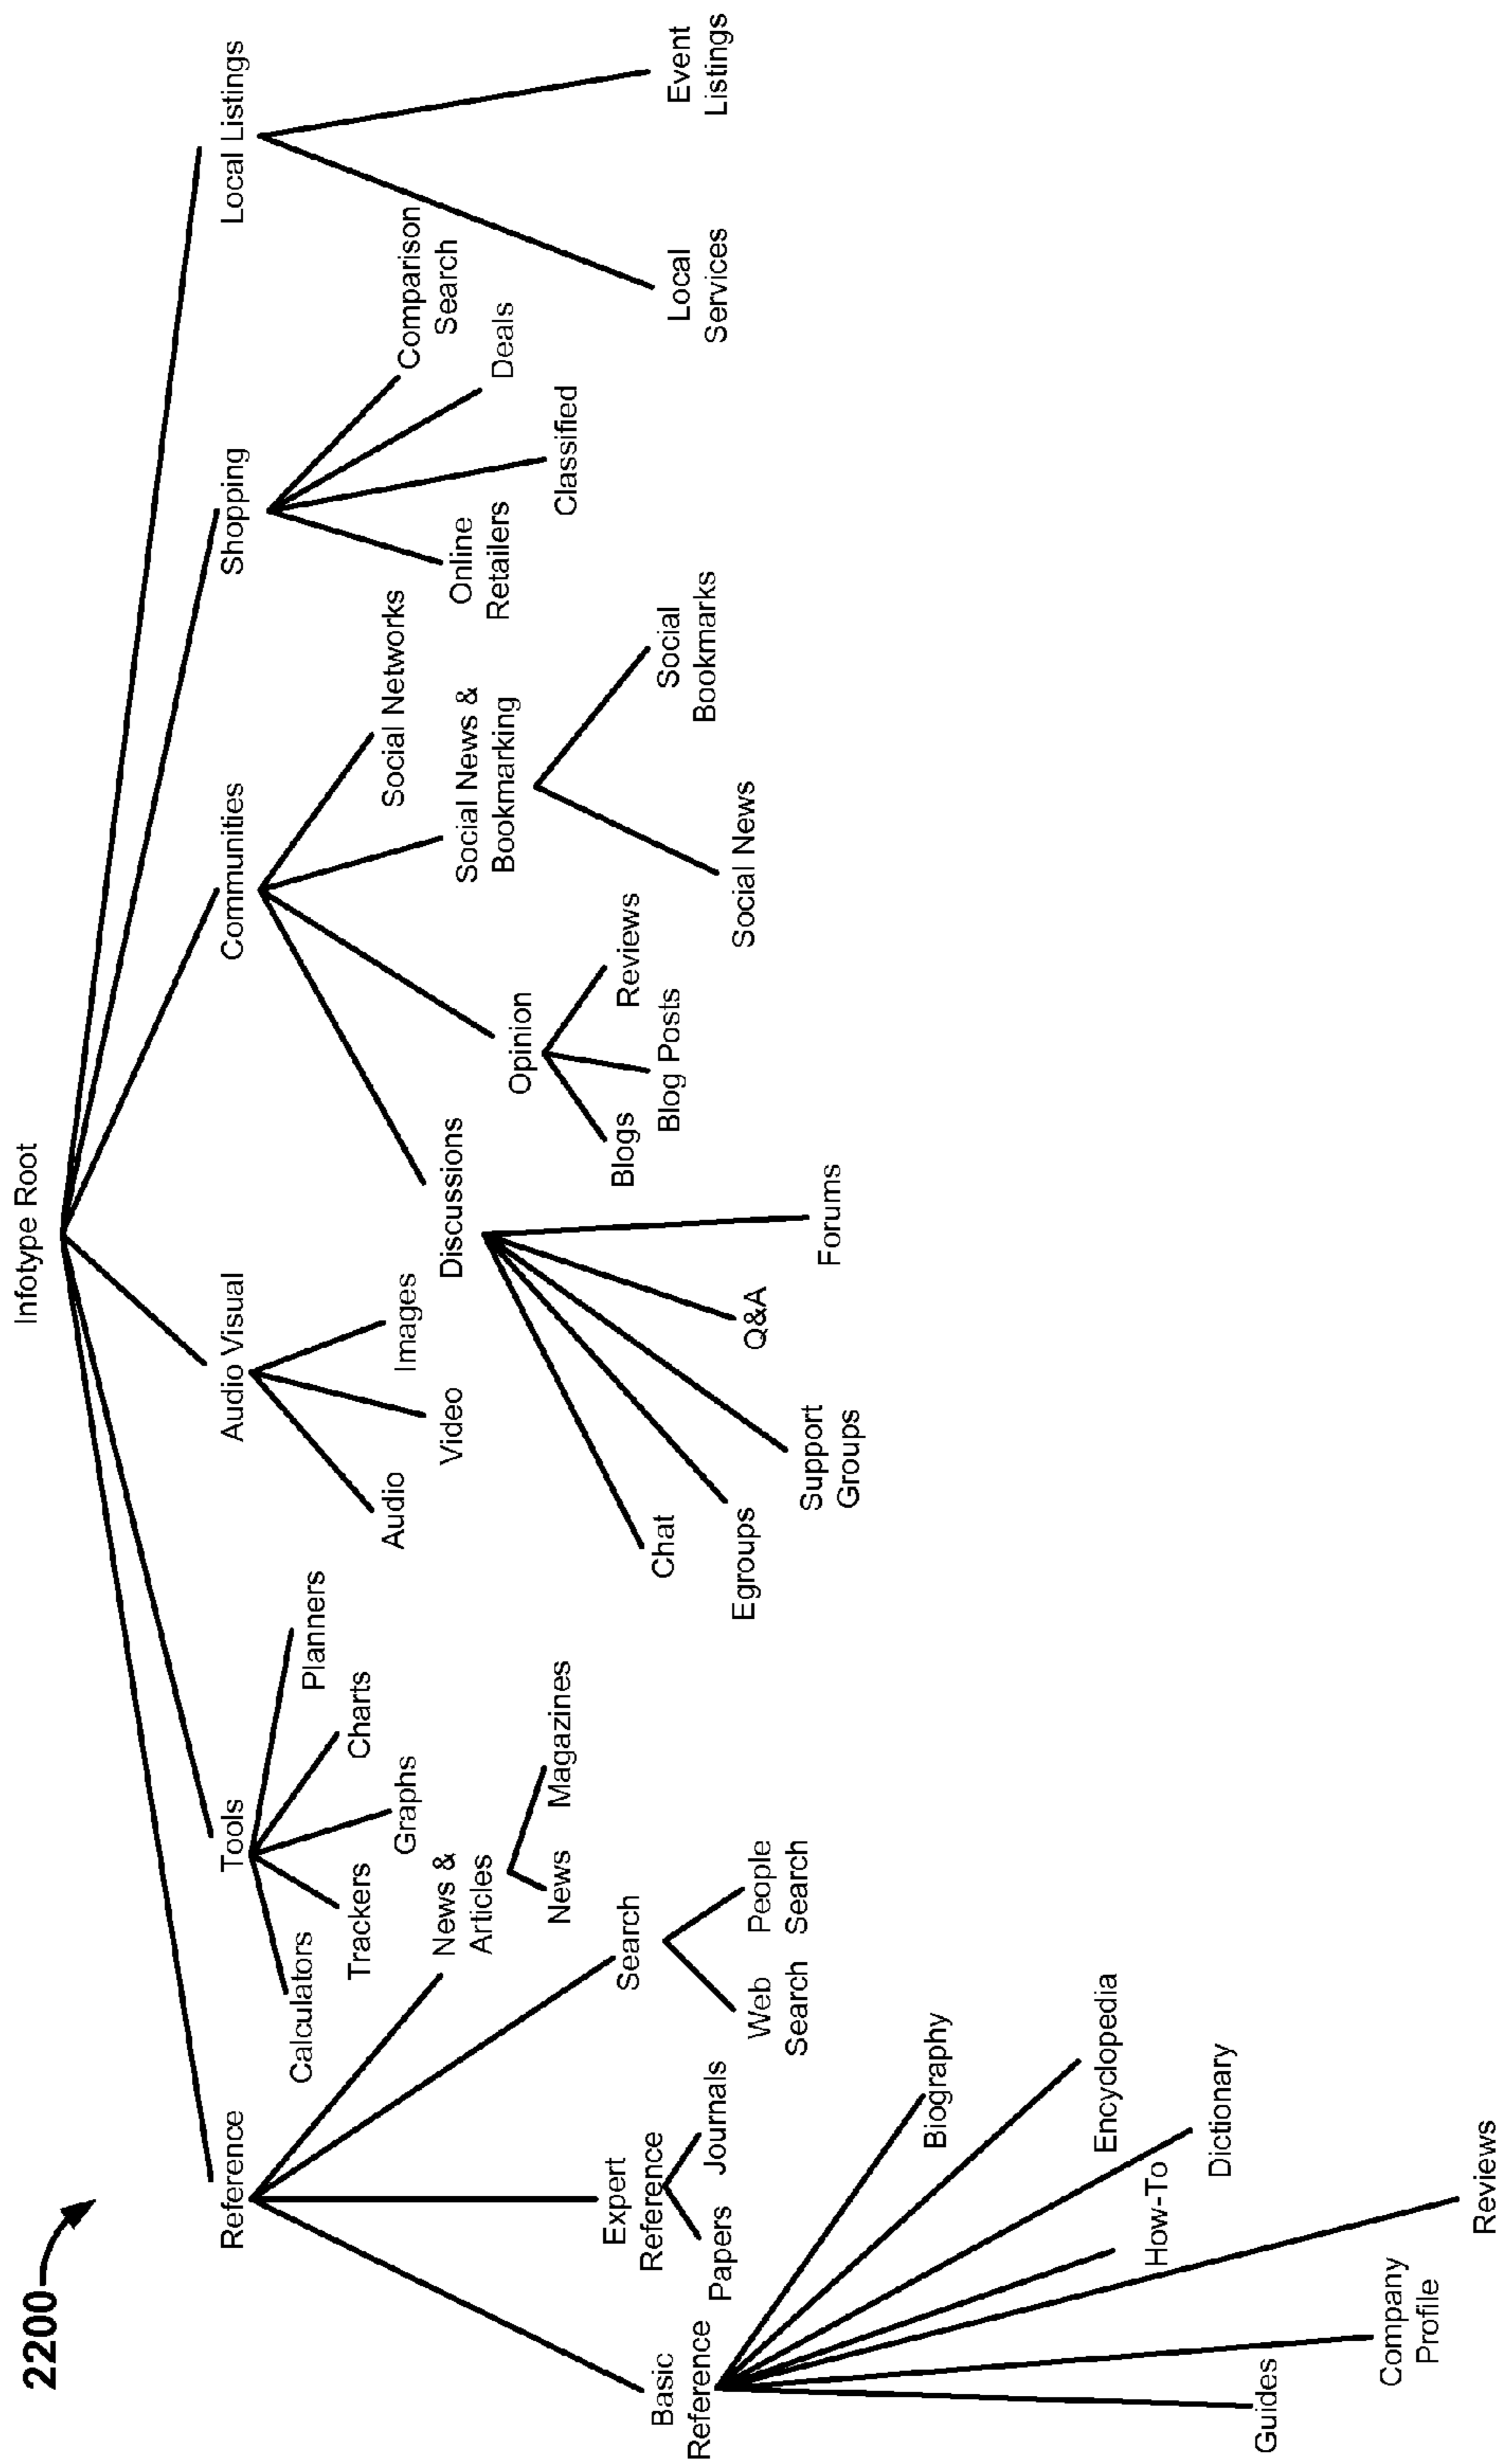 2200
Infotype Root
Reference
Tools
Audio Visual
Communities
Shopping
Local Listings
Calculators
Trackers
Graphs
Charts
Planners
Audio
Video
Images
Social Networks
Comparison
Search
Online
Retailers
Deals
Classified
News &
Articles
News
Magazines
Discussions
Opinion
Social News &
Bookmarking
Blogs
Blog Posts
Reviews
Social
Bookmarks
Social News
Local
Services
Event
Listings
Basic
Reference
Expert
Reference
Papers
Journals
Search
Web
Search
People
Search
Chat
Egroups
Support
Groups
Q&A
Forums
Biography
Encyclopedia
Dictionary
How-To
Guides
Company
Profile
Reviews